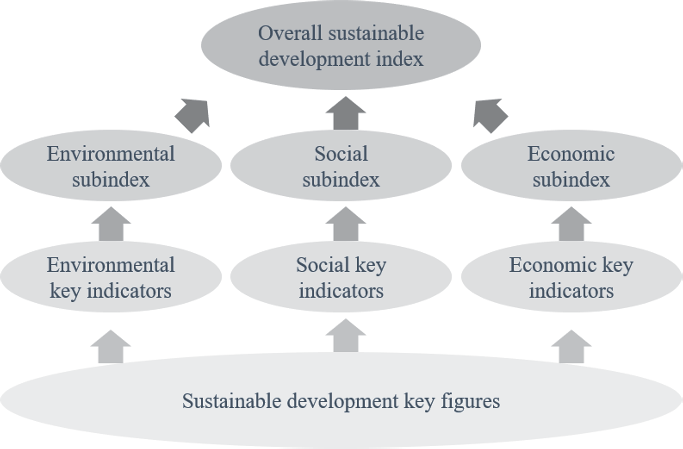 Overall sustainable
development index
Environmental
subindex
Social
subindex
Economic
subindex
Environmental
key indicators
Social key
indicators
Economic key
indicators
Sustainable development key figures